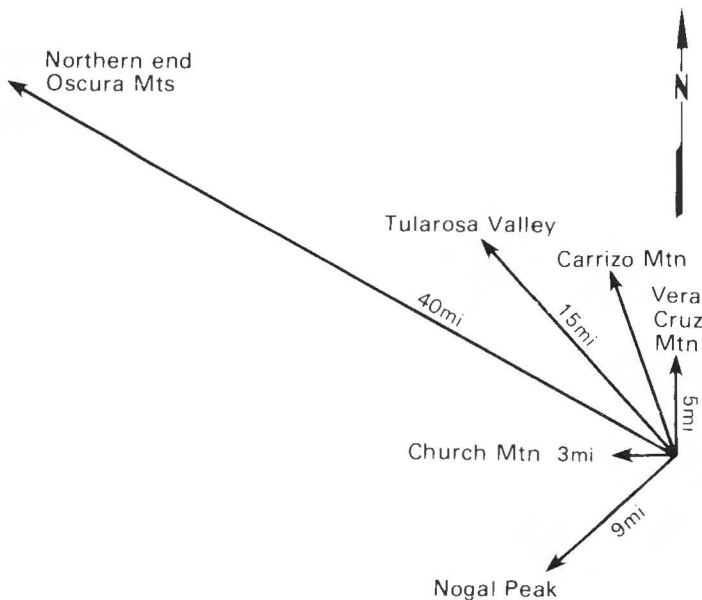 Northern end
Oscura Mts
N
Tularosa Valley
Carrizo Mtn
Vera
Cruz
Mtn
40mi
15mi
5mi
Church Mtn 3mi
9mi
Nogal Peak